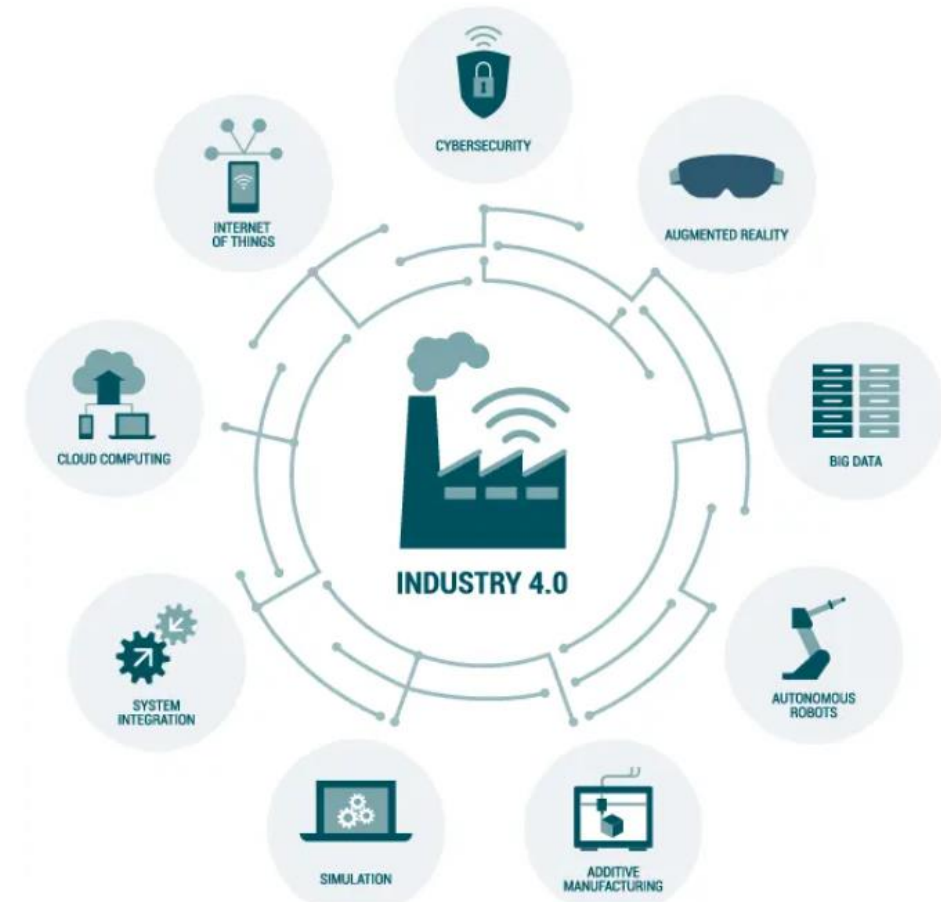 CYBERSECURITY
AUGMENTED REALITY
BIG DATA
AUTONOMOUS
ROBOTS
ADDITIVE
MANUFACTURING
SIMULATION
SYSTEM
INTEGRATION
CLOUD COMPUTING
INTERNET
OF THINGS
INDUSTRY 4.0